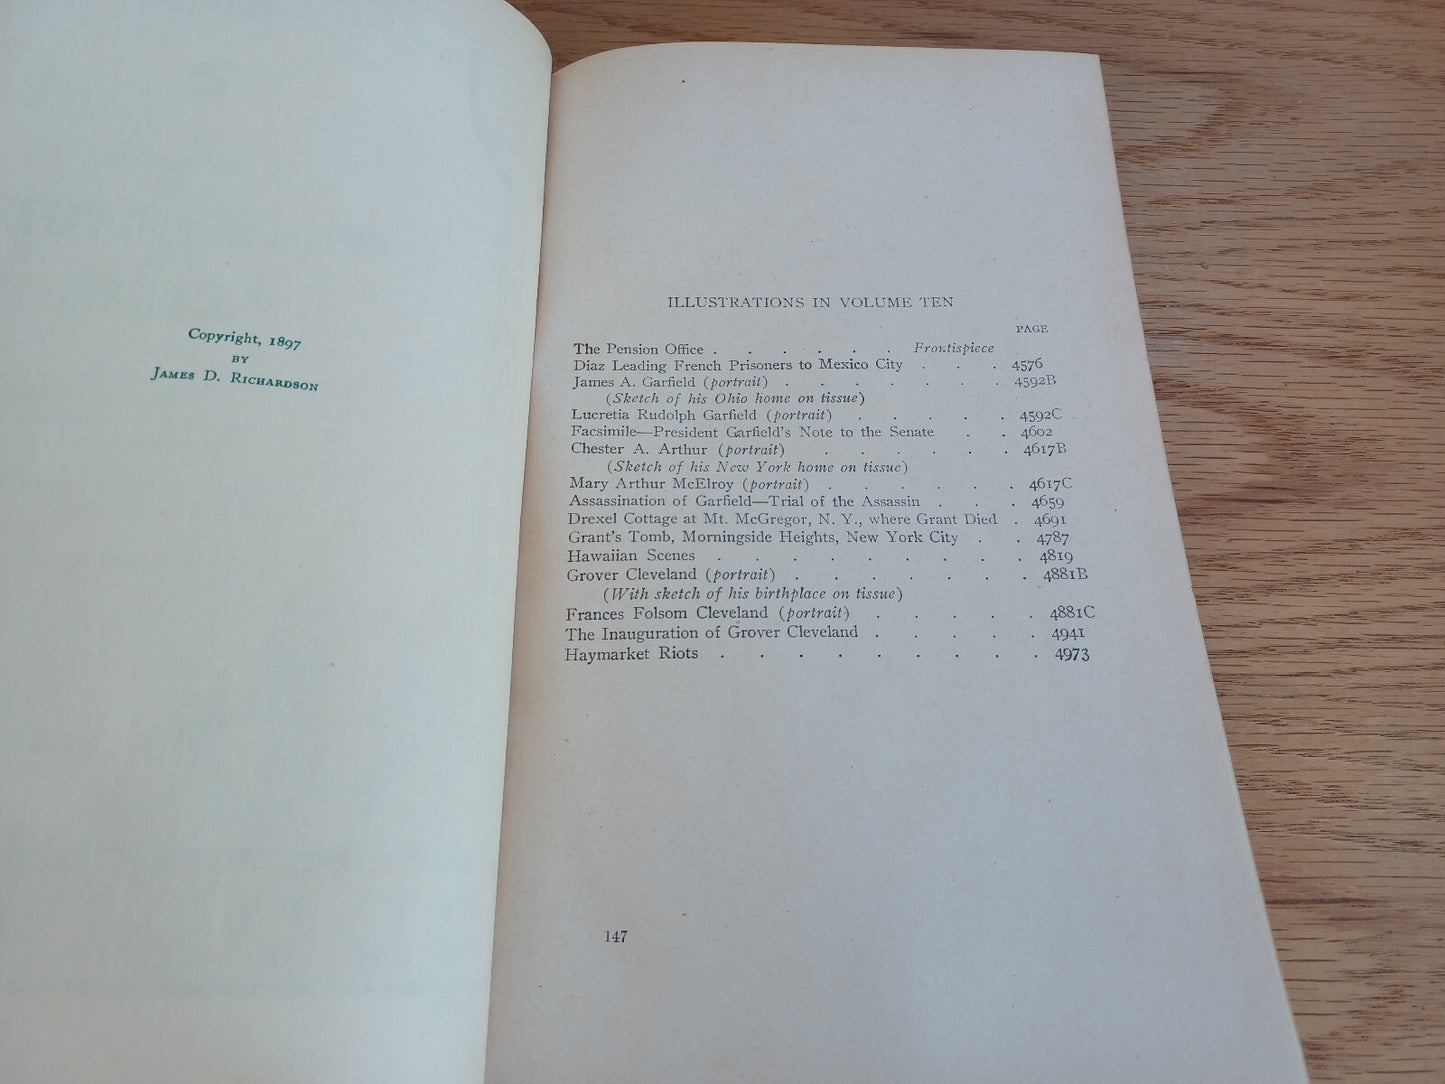 Copyright, 1897
BY
JAMES D. RICHARDSON
ILLUSTRATIONS IN VOLUME TEN
PAGE
The Pension Office . . . . . . Frontispiece
Diaz Leading French Prisoners to Mexico City . . . 4576
James A. Garfield (portrait) . . . . . . . 4592B
(Sketch of his Ohio home on tissue)
Lucretia Rudolph Garfield (portrait) . . . . . 4592C
Facsimile—President Garfield's Note to the Senate . . 4602
Chester A. Arthur (portrait) . . . . . . 4617B
(Sketch of his New York home on tissue)
Mary Arthur McElroy (portrait) . . . . . . 4617C
Assassination of Garfield—Trial of the Assassin . . . 4659
Drexel Cottage at Mt. McGregor, N. Y., where Grant Died . 4691
Grant's Tomb, Morningside Heights, New York City . . 4787
Hawaiian Scenes . . . . . . . . . 4819
Grover Cleveland (portrait) . . . . . . . 4881B
(With sketch of his birthplace on tissue)
Frances Folsom Cleveland (portrait) . . . . . 4881C
The Inauguration of Grover Cleveland . . . . . 4941
Haymarket Riots . . . . . . . . . 4973
147